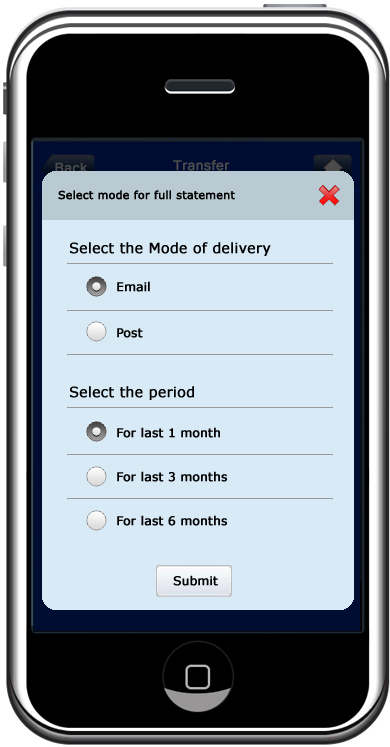 Back
Transfer
Select mode for full statement
Select the Mode of delivery
Email
Post
Select the period
For last 1 month
For last 3 months
For last 6 months
Submit